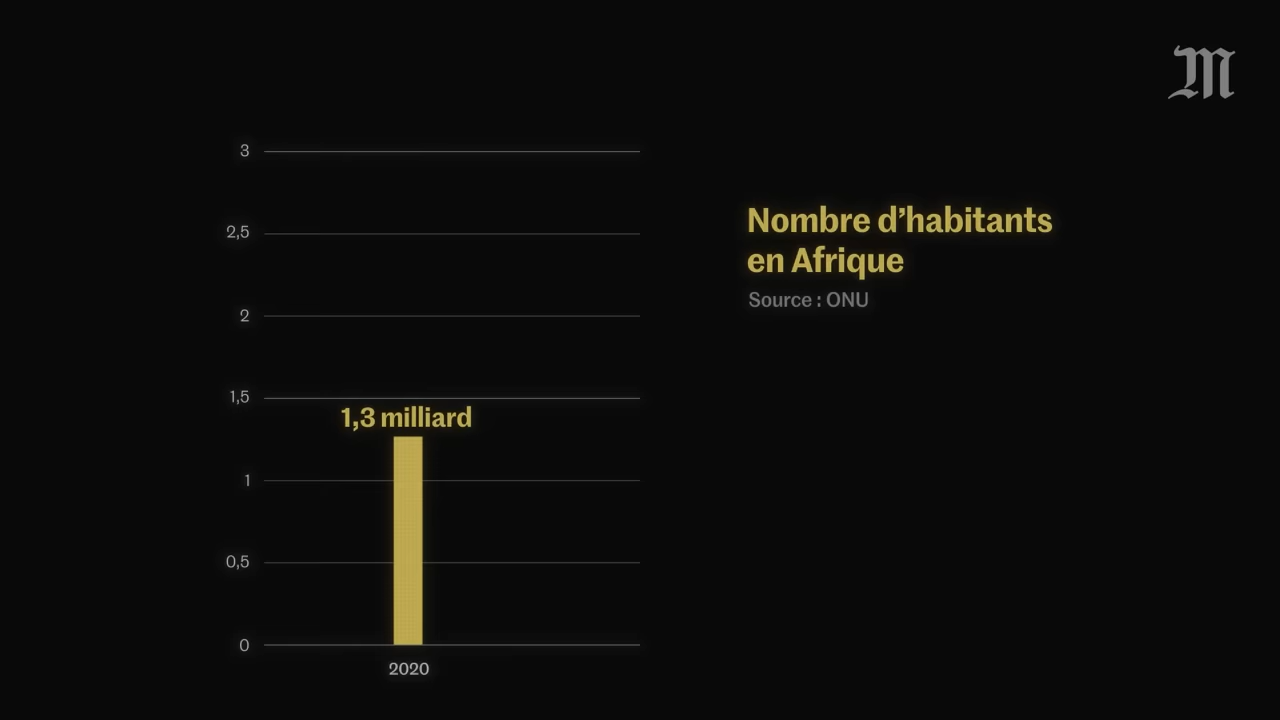 M
3
2,5
2
1,5
1,3 milliard
1
0,5
0
2020
Nombre d’habitants
en Afrique
Source : ONU